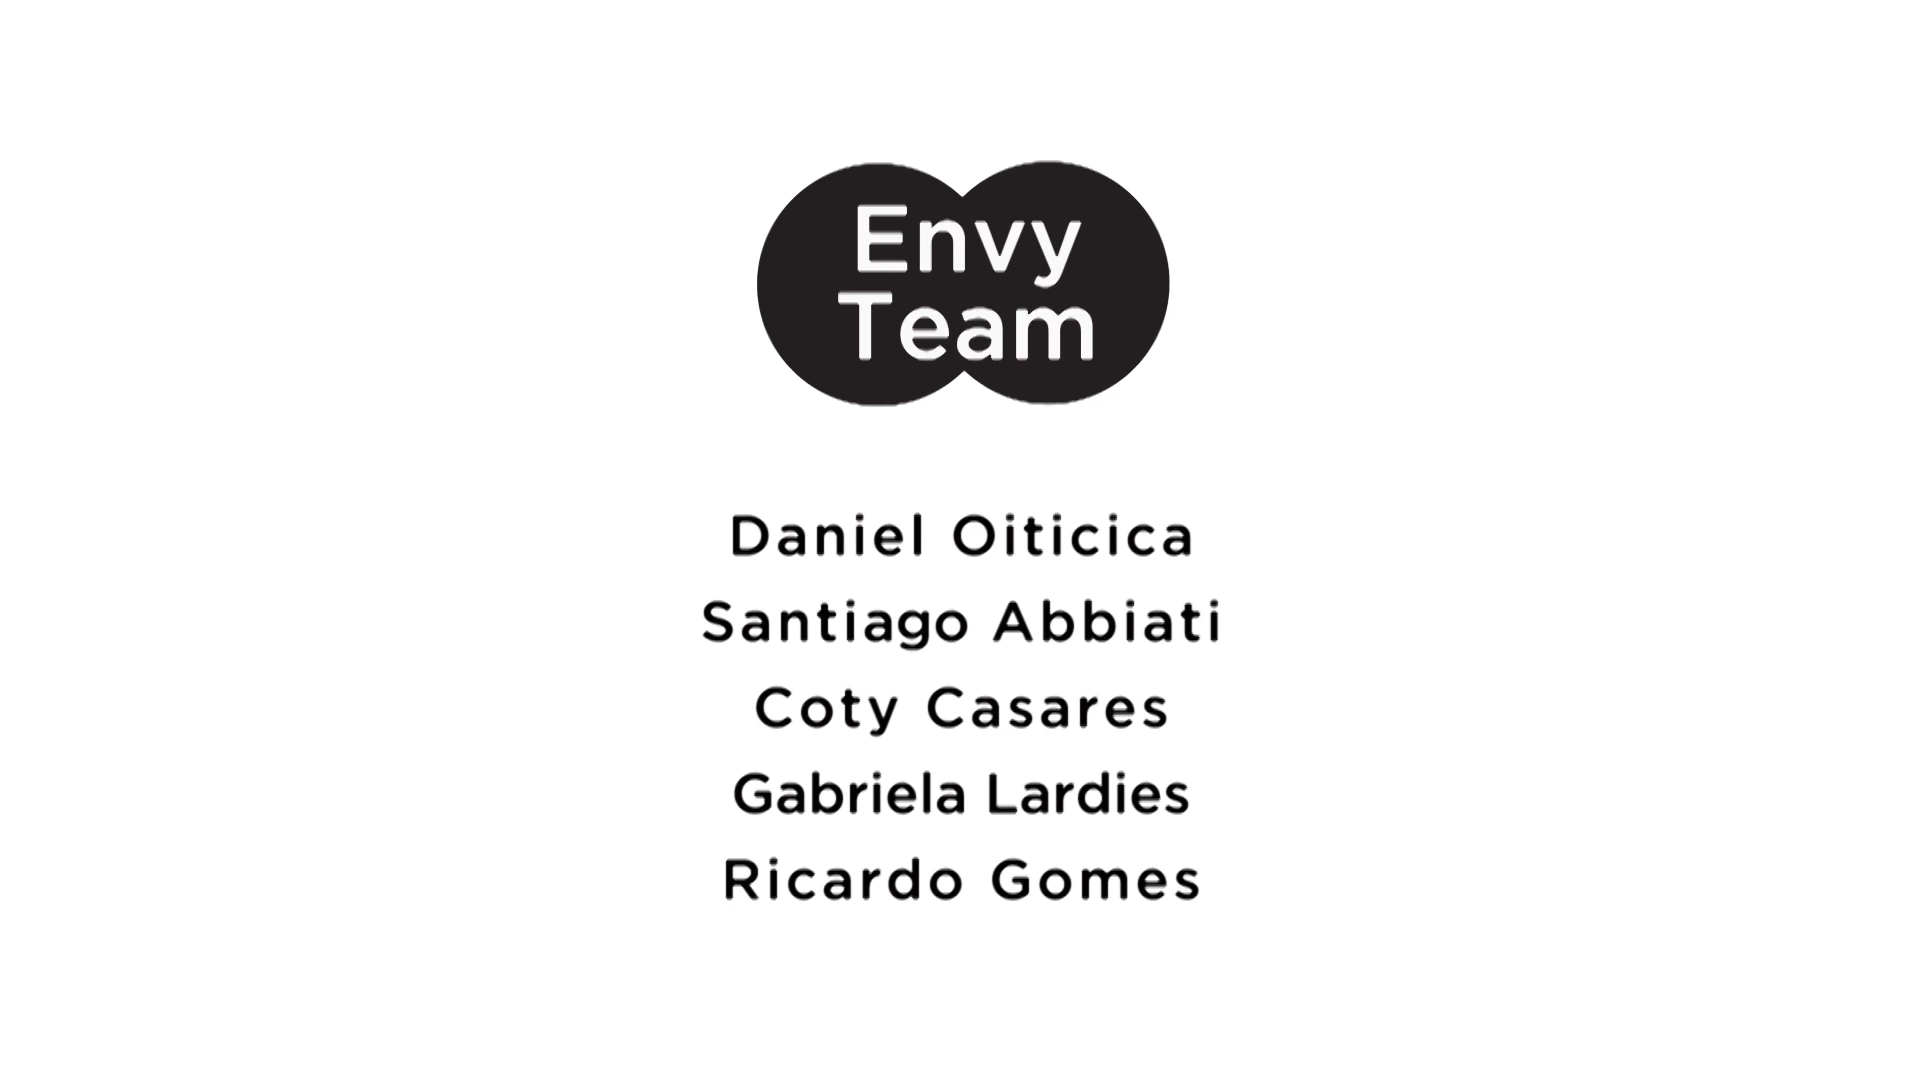 Envy
Team
Daniel Oiticica
Santiago Abbiati
Coty Casares
Gabriela Lardies
Ricardo Gomes